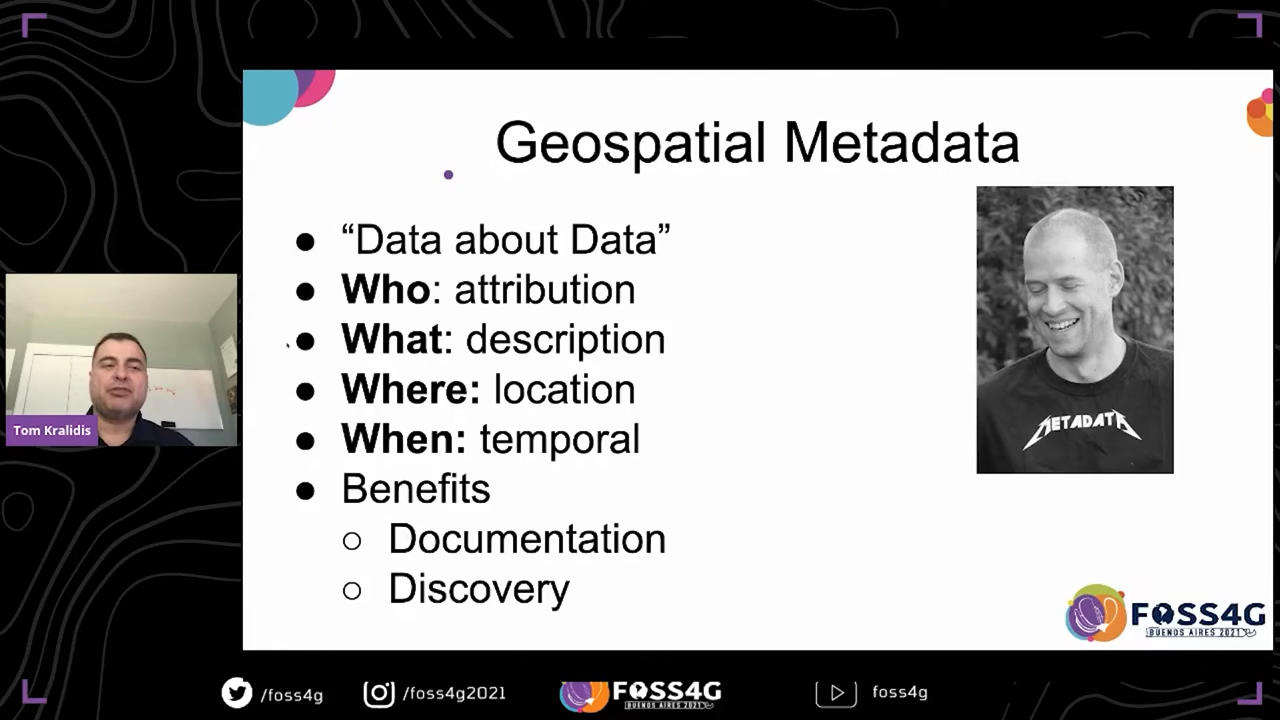 Geospatial Metadata
● “Data about Data”
● Who: attribution
● What: description
● Where: location
● When: temporal
● Benefits
○ Documentation
○ Discovery
METADATA
Tom Kralidis
FOSS4G
BUENOS AIRES 2021
/foss4g
/foss4g2021
FOSS4G
BUENOS AIRES 2021
foss4g